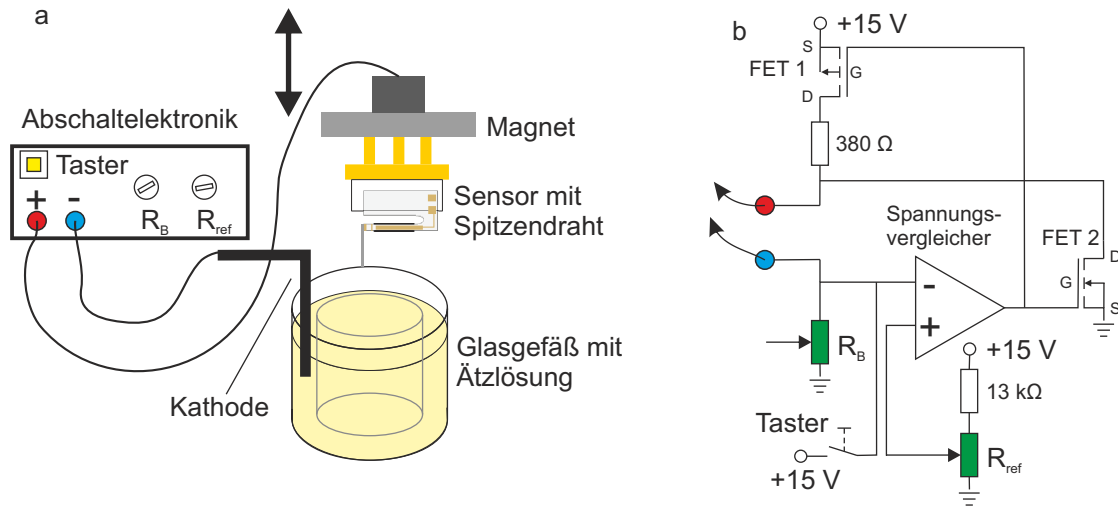 a
Abschaltelektronik
Taster
+ -
R_B R_ref
Magnet
Sensor mit
Spitzendraht
Glasgefäß mit
Ätzlösung
Kathode
b
+15 V
S
FET 1
G
D
380 Ω
Spannungs-
vergleicher
FET 2
D
G
S
-
+
R_B
+15 V
13 kΩ
R_ref
Taster
+15 V